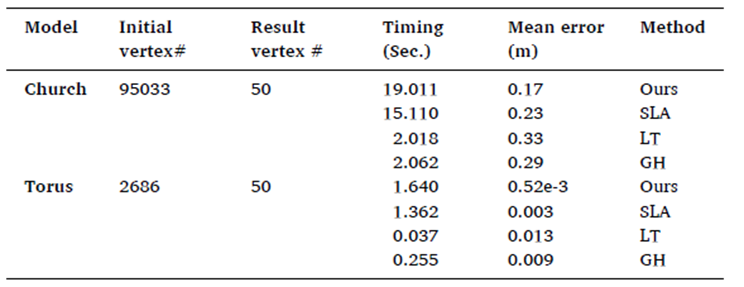 Model Initial vertex# Result vertex # Timing (Sec.) Mean error (m) Method
Church 95033 50 19.011 0.17 Ours
15.110 0.23 SLA
2.018 0.33 LT
2.062 0.29 GH
Torus 2686 50 1.640 0.52e-3 Ours
1.362 0.003 SLA
0.037 0.013 LT
0.255 0.009 GH